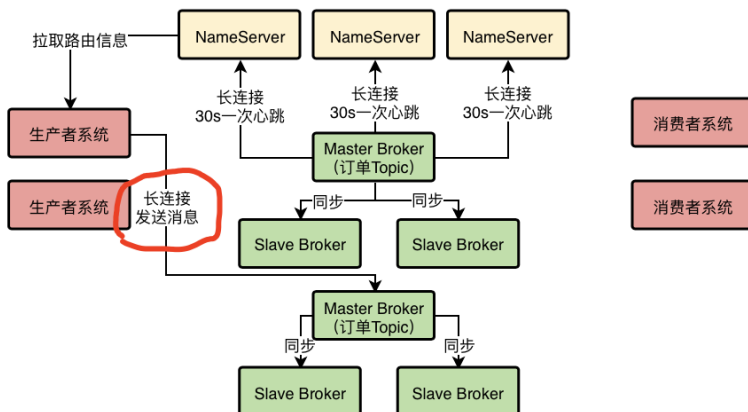 NameServer
NameServer
NameServer
拉取路由信息
长连接
30s一次心跳
长连接
30s一次心跳
长连接
30s一次心跳
生产者系统
消费者系统
Master Broker
（订单Topic）
生产者系统
长连接
发送消息
同步
同步
消费者系统
Slave Broker
Slave Broker
Master Broker
（订单Topic）
同步
同步
Slave Broker
Slave Broker